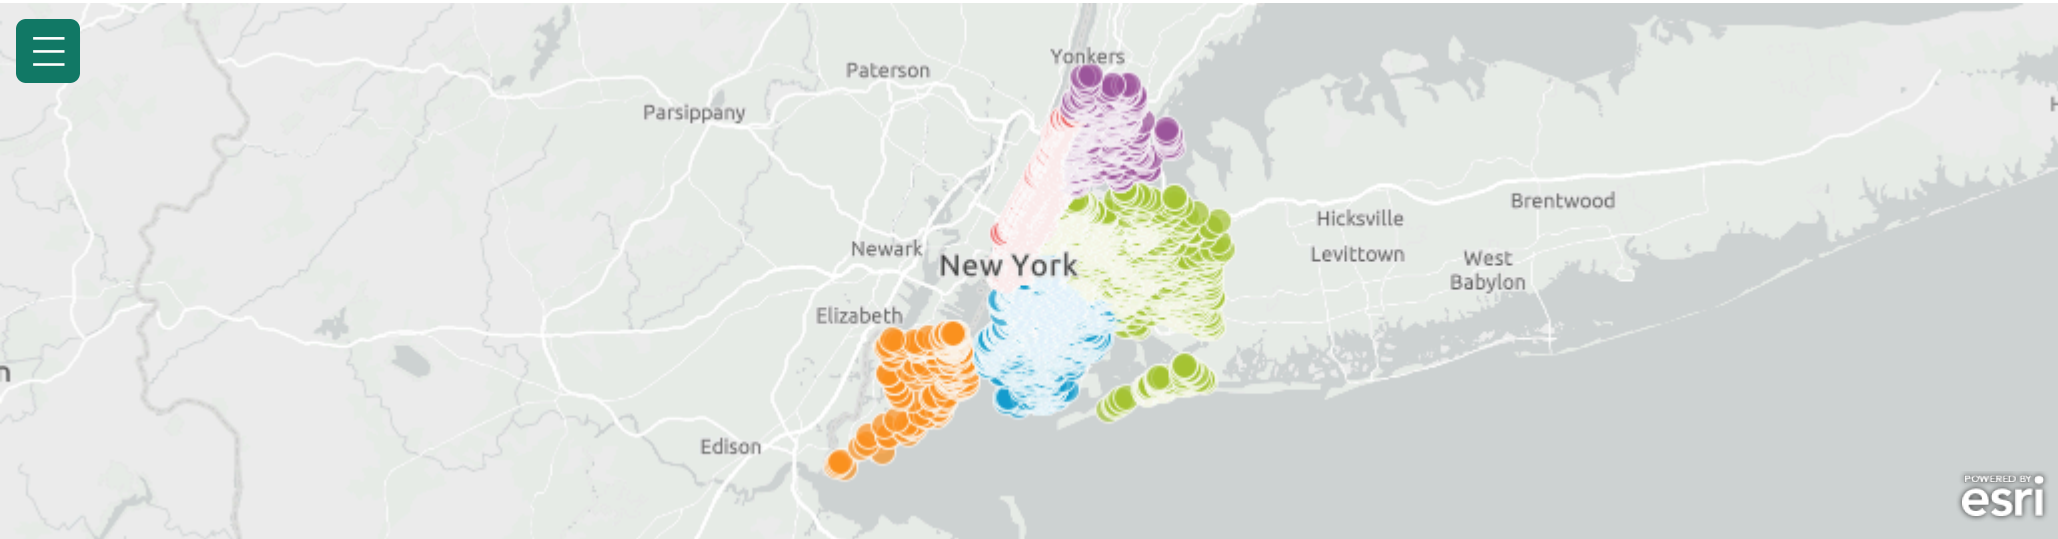 Yonkers
Paterson
Parsippany
H
Brentwood
Hicksville
Newark
Levittown
New York
West
Babylon
Elizabeth
n
Edison
POWERED BY
esri